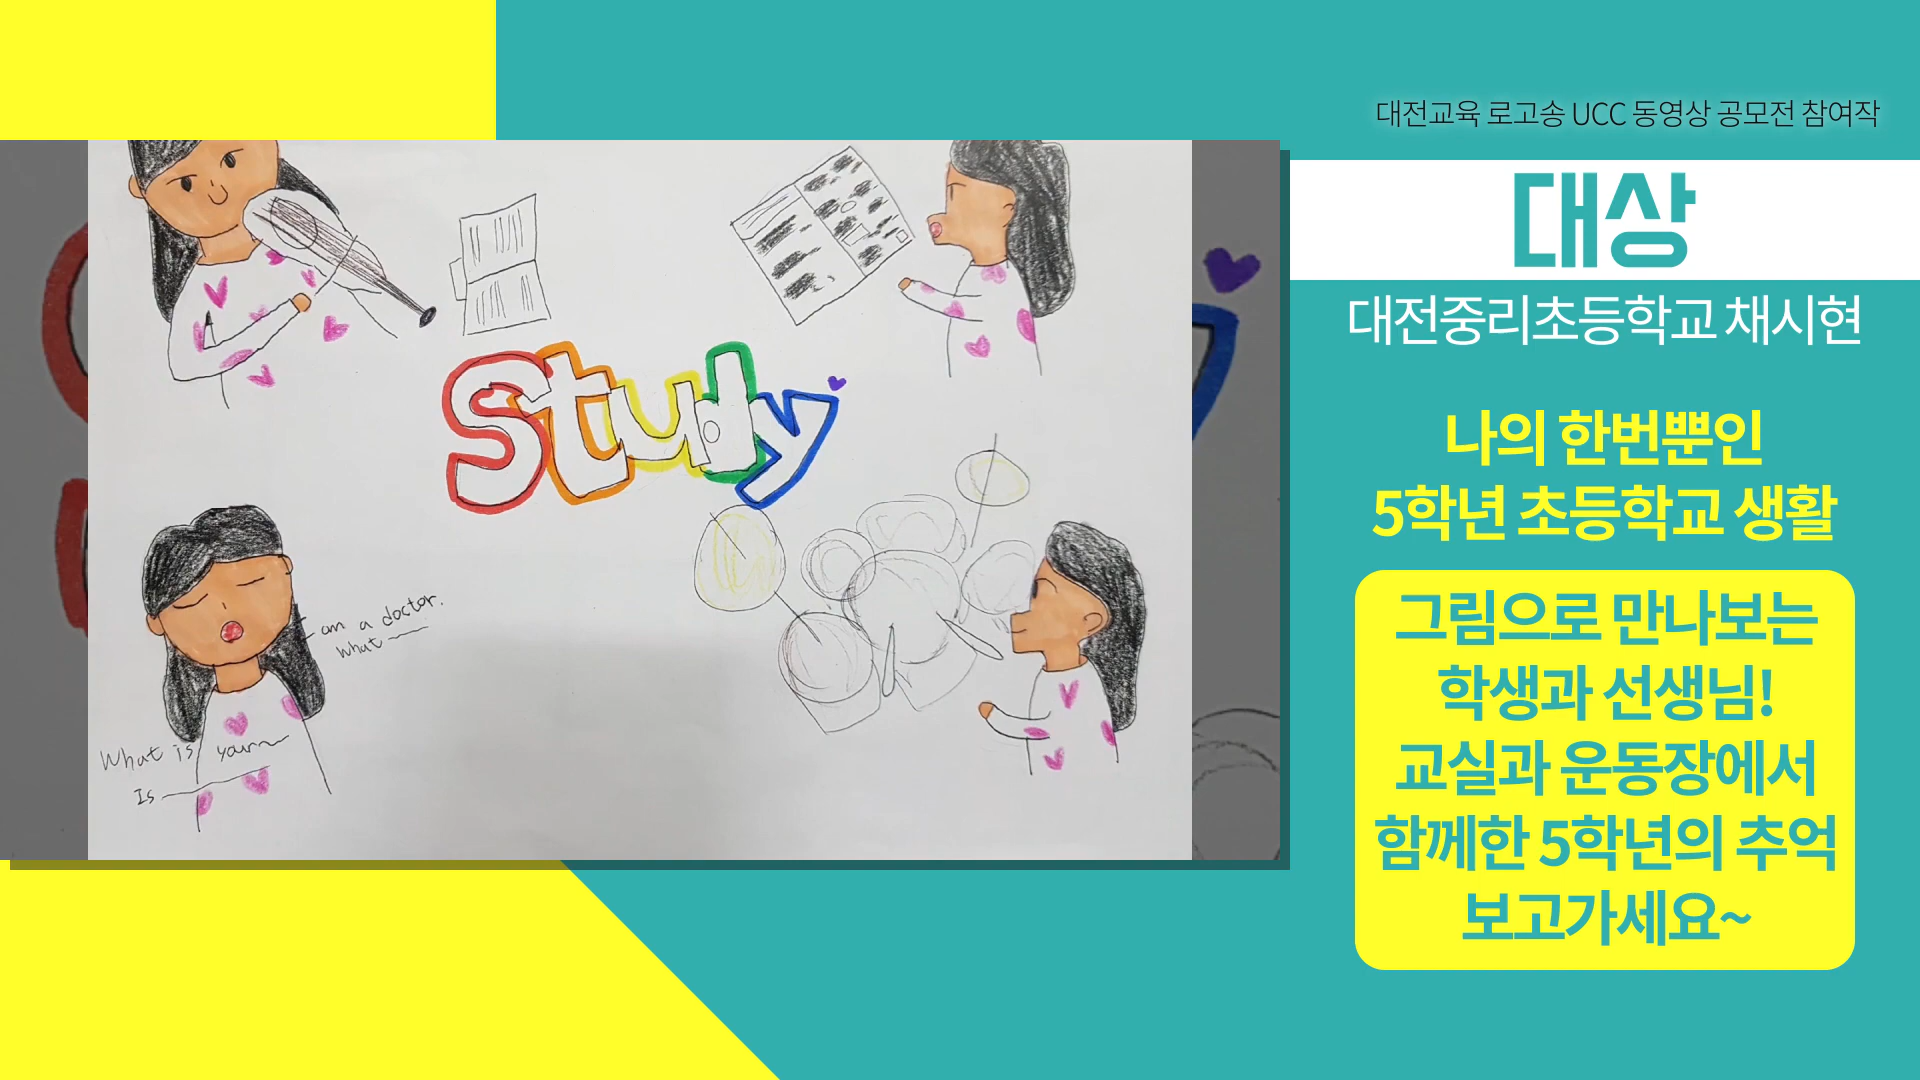 대전교육 로고송 UCC 동영상 공모전 참여작
대상
대전중리초등학교 채시현
나의 한번뿐인
5학년 초등학교 생활
그림으로 만나보는
학생과 선생님!
교실과 운동장에서
함께한 5학년의 추억
보고가세요~
Study
I am a doctor.
What
What is your
Is